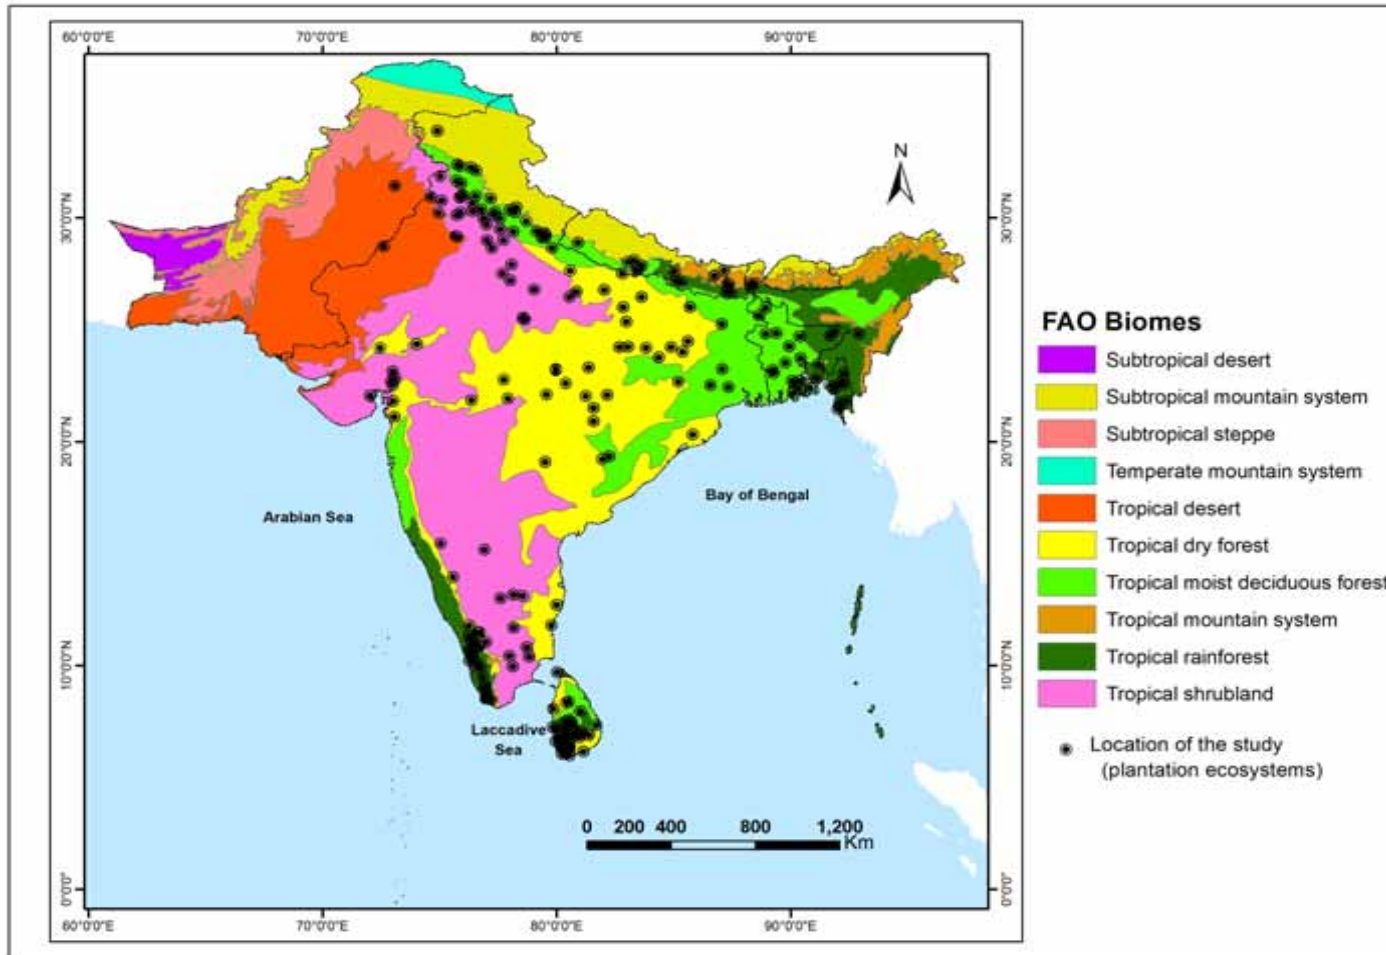 60°0'0"E 70°0'0"E 80°0'0"E 90°0'0"E
N
30°0'0"N 30°0'0"N
20°0'0"N 20°0'0"N
10°0'0"N 10°0'0"N
0°0'0" 0°0'0"
Arabian Sea
Bay of Bengal
Laccadive
Sea
0 200 400 800 1,200
Km
60°0'0"E 70°0'0"E 80°0'0"E 90°0'0"E
FAO Biomes
Subtropical desert
Subtropical mountain system
Subtropical steppe
Temperate mountain system
Tropical desert
Tropical dry forest
Tropical moist deciduous forest
Tropical mountain system
Tropical rainforest
Tropical shrubland
Location of the study
(plantation ecosystems)